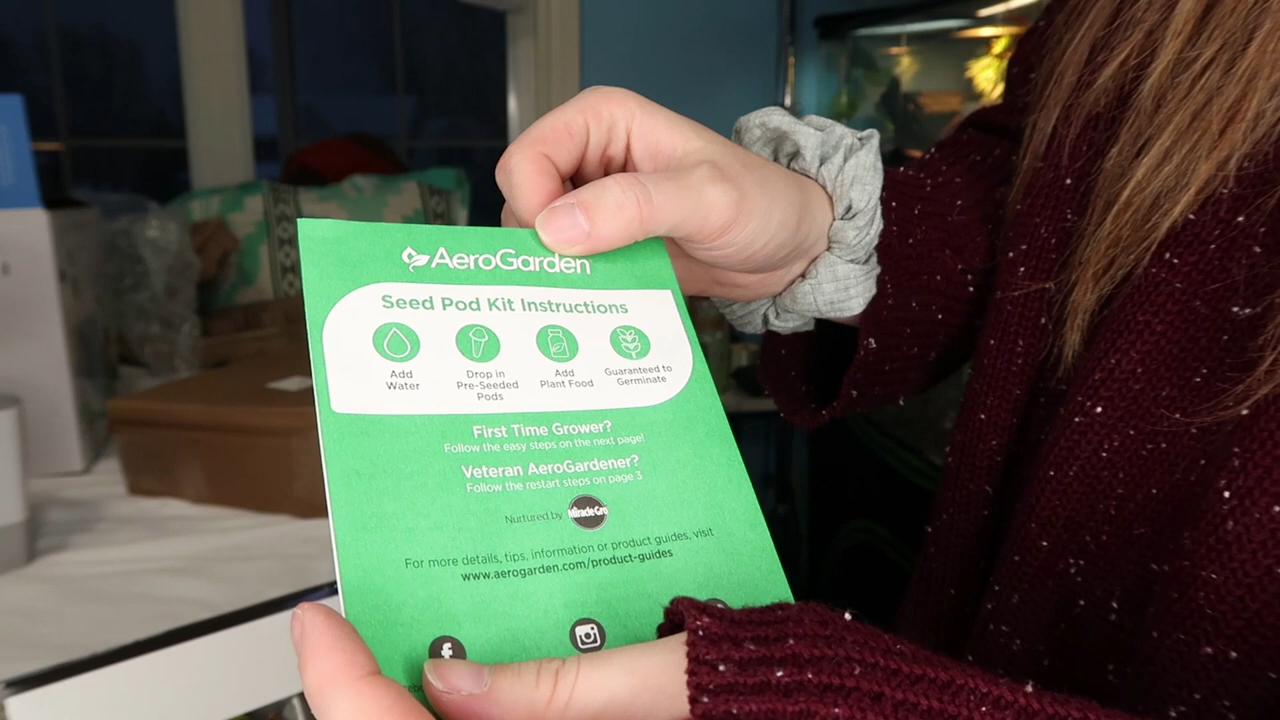 AeroGarden
Seed Pod Kit Instructions
Add
Water
Drop in
Pre-Seeded
Pods
Add
Plant Food
Guaranteed to
Germinate
First Time Grower?
Follow the easy steps on the next page!
Veteran AeroGardener?
Follow the restart steps on page 3
Nurtured by Miracle-Gro
For more details, tips, information or product guides, visit
www.aerogarden.com/product-guides
f